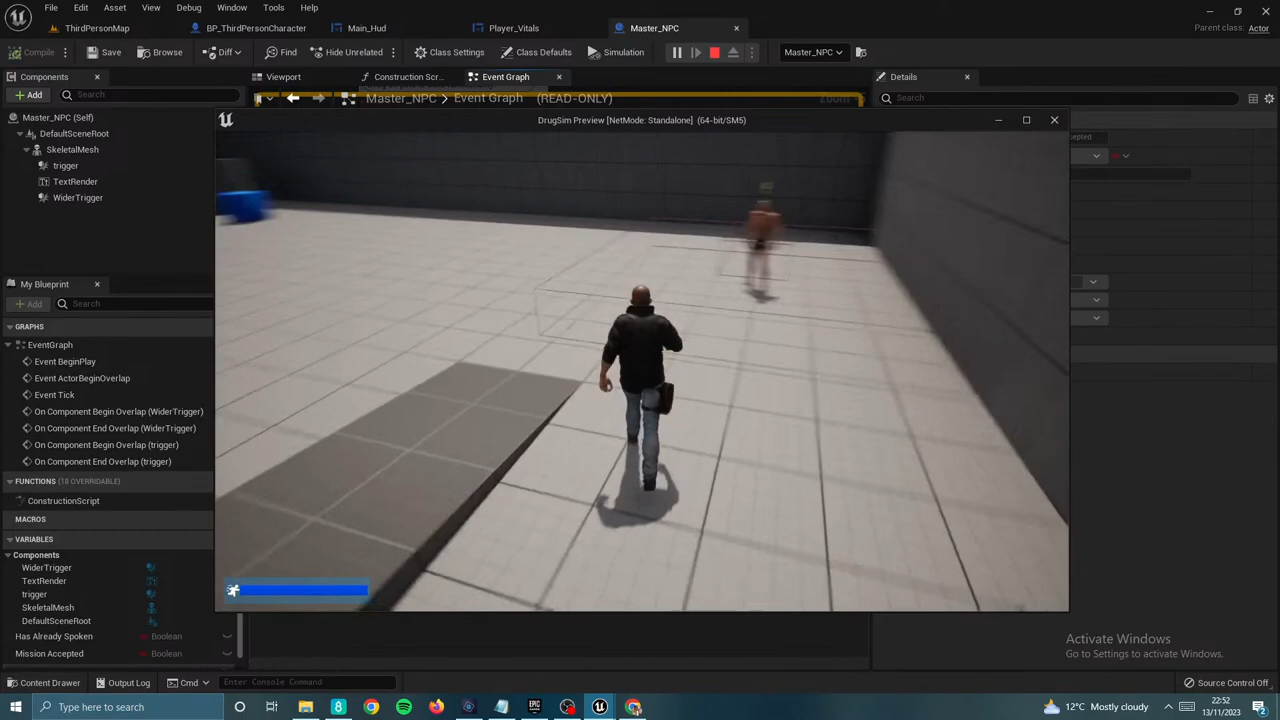 File Edit Asset View Debug Window Tools Help
Parent class: Actor
ThirdPersonMap BP_ThirdPersonCharacter Main_Hud Player_Vitals Master_NPC
Compile Save Browse Diff Find Hide Unrelated Class Settings Class Defaults Simulation Master_NPC
Components Viewport Construction Scr... Event Graph Details
Add Search Master_NPC > Event Graph (READ-ONLY) Zoom Search
Master_NPC (Self)
DrugSim Preview [NetMode: Standalone] (64-bit/SM5)
DefaultSceneRoot
SkeletalMesh
trigger
TextRender
WiderTrigger
My Blueprint
Add Search
GRAPHS
EventGraph
Event BeginPlay
Event ActorBeginOverlap
Event Tick
On Component Begin Overlap (WiderTrigger)
On Component End Overlap (WiderTrigger)
On Component Begin Overlap (trigger)
On Component End Overlap (trigger)
FUNCTIONS (18 OVERRIDABLE)
ConstructionScript
MACROS
VARIABLES
Components
WiderTrigger
TextRender
trigger
SkeletalMesh
DefaultSceneRoot
Has Already Spoken Boolean
Mission Accepted Boolean
Activate Windows
Go to Settings to activate Windows.
Content Drawer Output Log Cmd Enter Console Command Source Control Off
Type here to search 12°C Mostly cloudy 22:52
13/11/2023 2